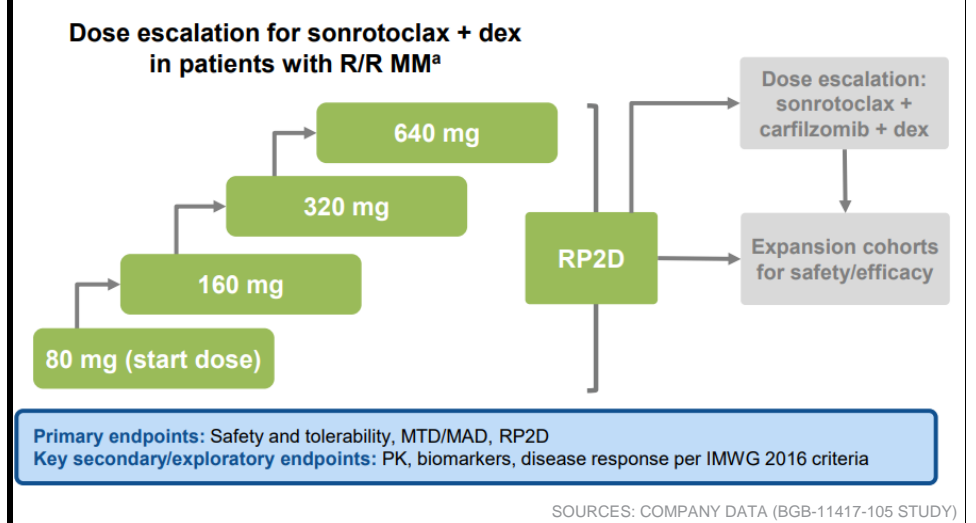 Dose escalation for sonrotoclax + dex
in patients with R/R MMᵃ
640 mg
320 mg
160 mg
80 mg (start dose)
RP2D
Dose escalation:
sonrotoclax +
carfilzomib + dex
Expansion cohorts
for safety/efficacy
Primary endpoints: Safety and tolerability, MTD/MAD, RP2D
Key secondary/exploratory endpoints: PK, biomarkers, disease response per IMWG 2016 criteria
SOURCES: COMPANY DATA (BGB-11417-105 STUDY)